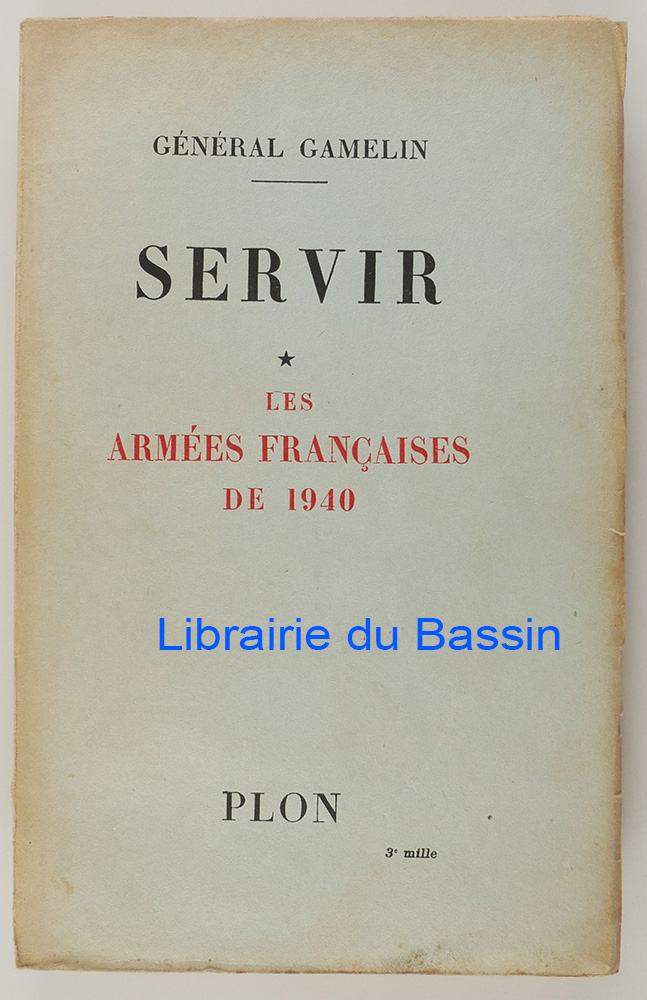 GÉNÉRAL GAMELIN
SERVIR
★
LES
ARMÉES FRANÇAISES
DE 1940
Librairie du Bassin
PLON
3e mille